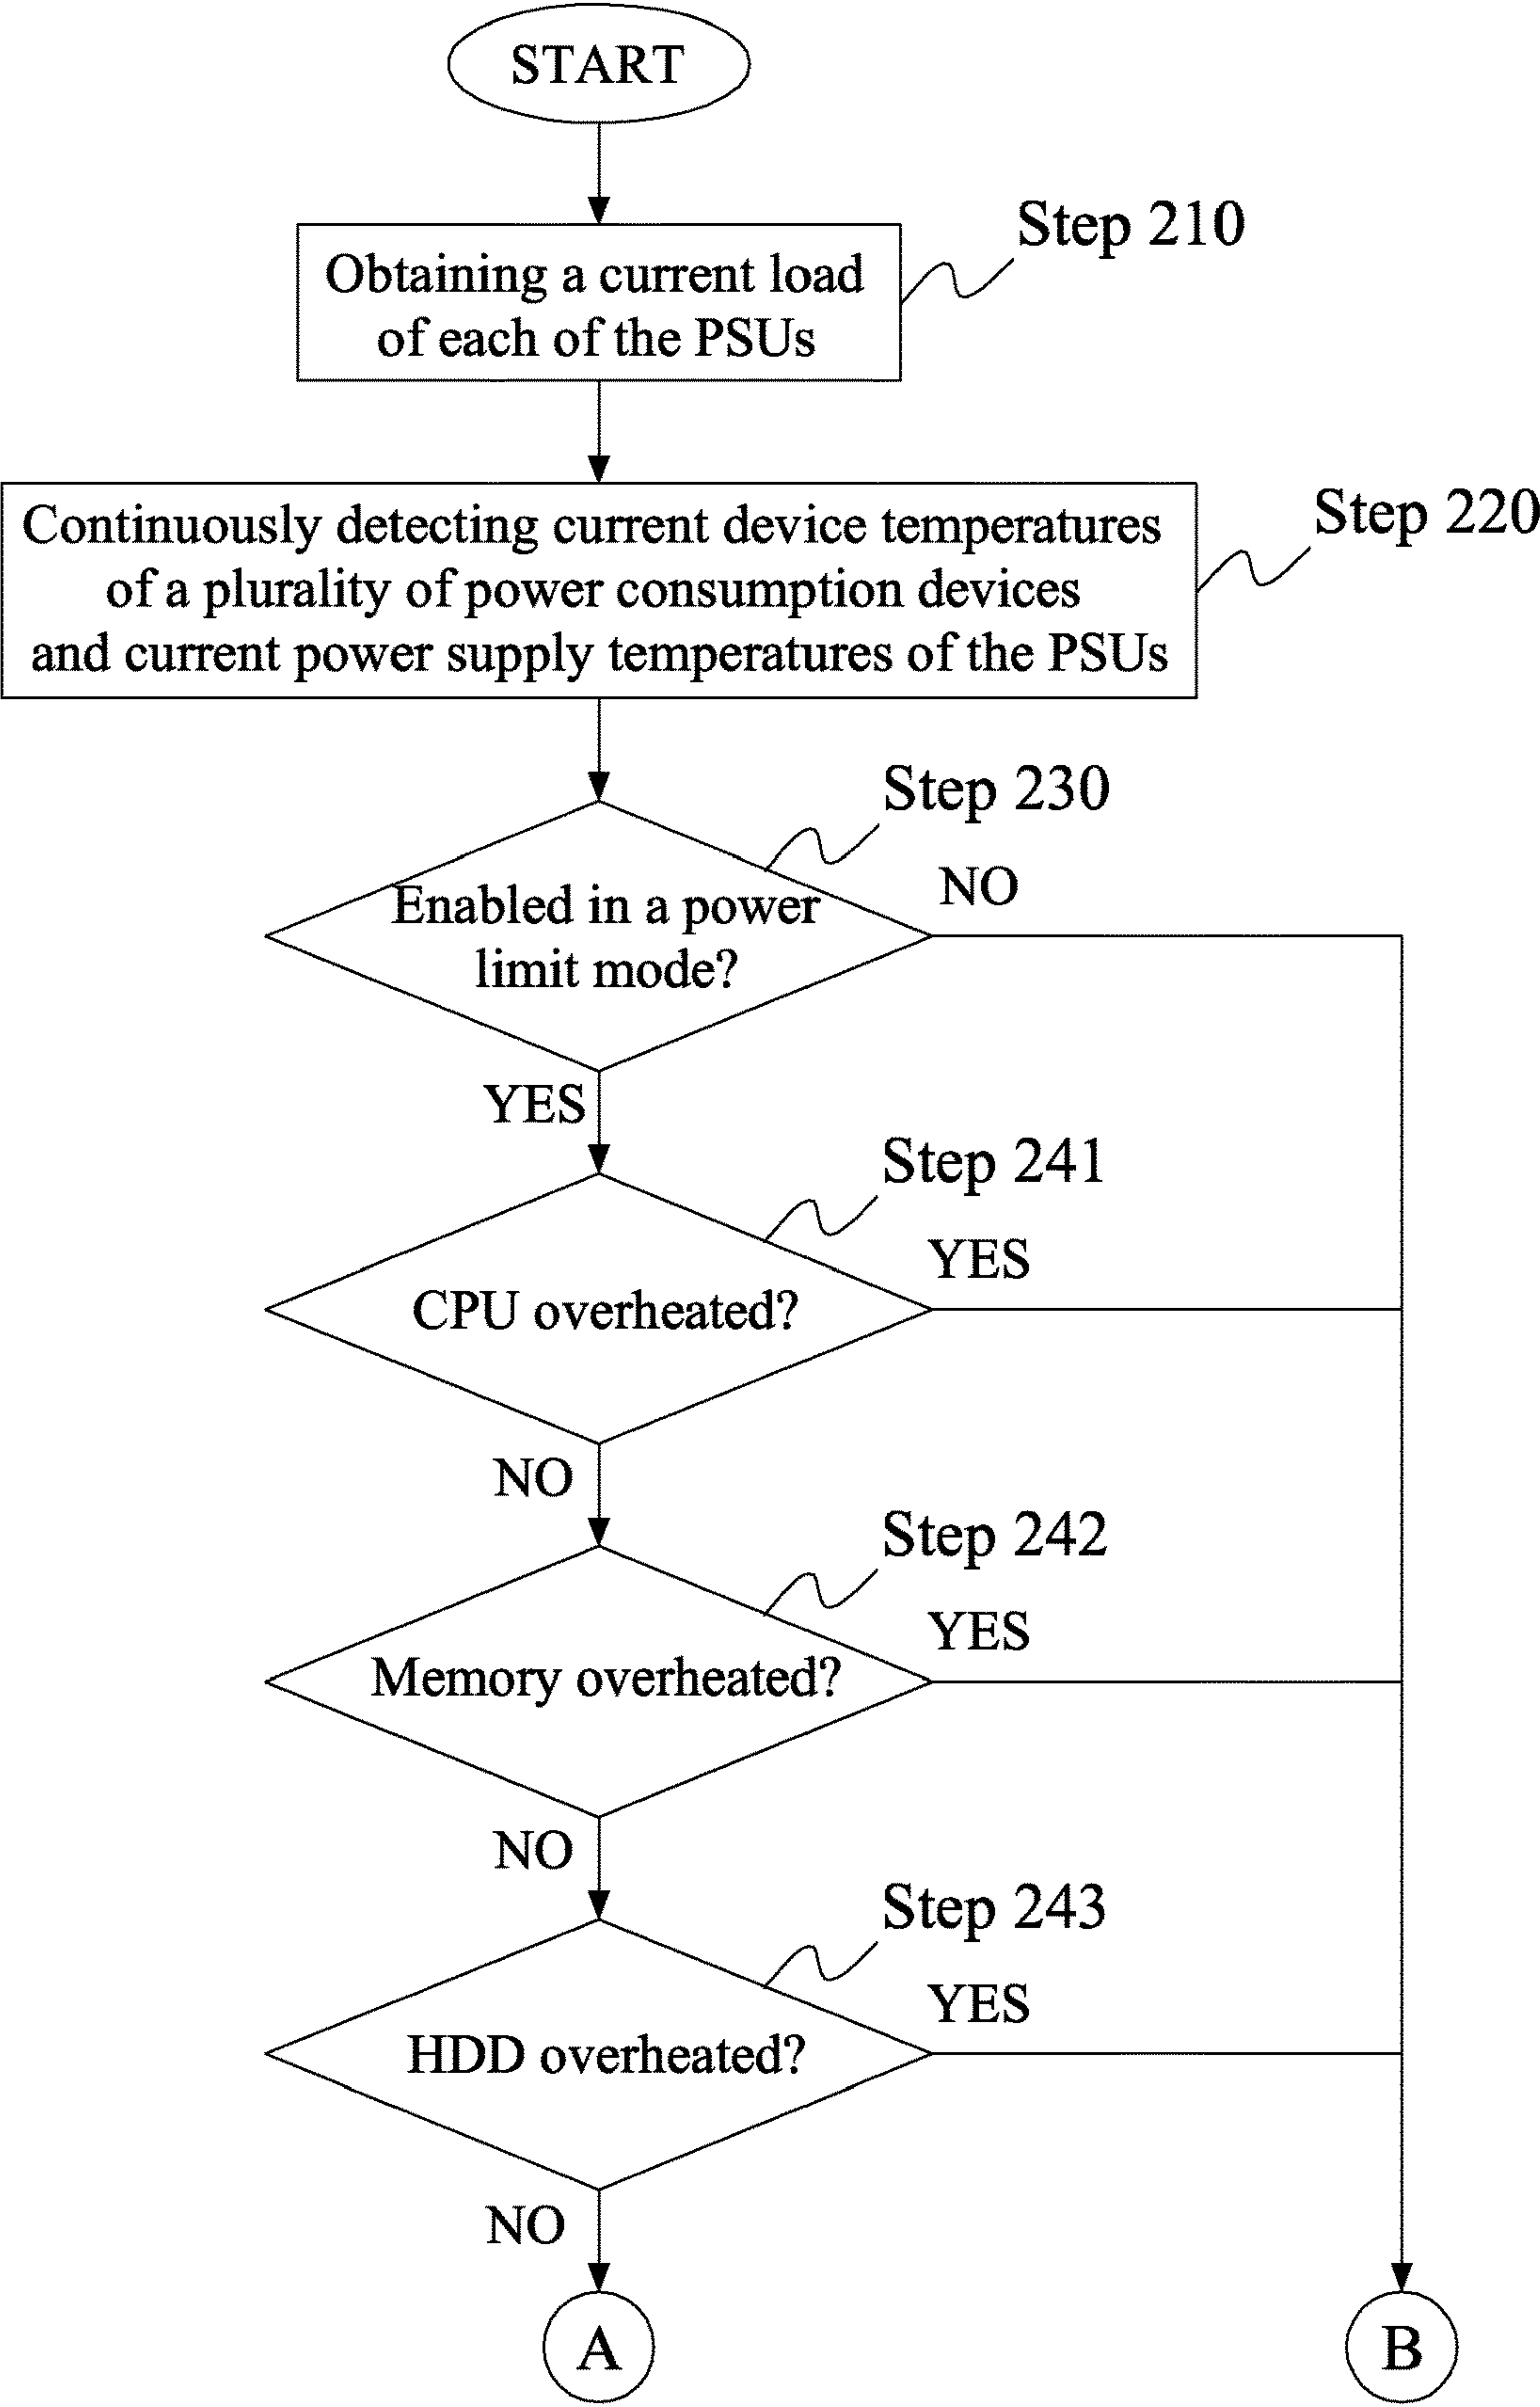 START
Step 210
Obtaining a current load
of each of the PSUs
Step 220
Continuously detecting current device temperatures
of a plurality of power consumption devices
and current power supply temperatures of the PSUs
Step 230
NO
Enabled in a power
limit mode?
YES
Step 241
YES
CPU overheated?
NO
Step 242
YES
Memory overheated?
NO
Step 243
YES
HDD overheated?
NO
A
B